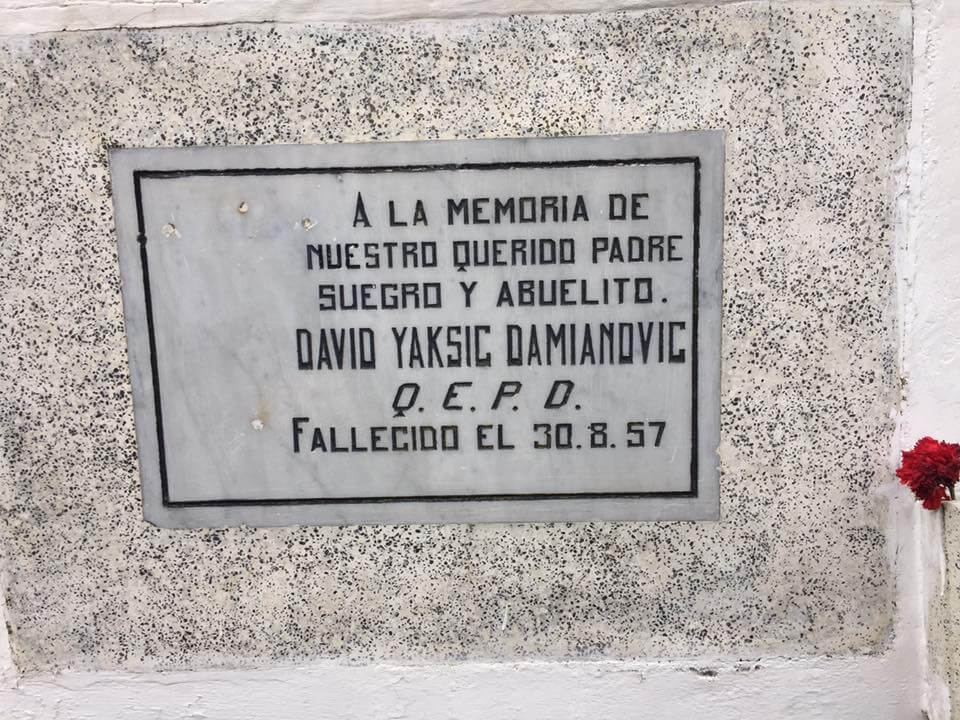 A LA MEMORIA DE
NUESTRO QUERIDO PADRE
SUEGRO Y ABUELITO.
DAVID YAKSIC DAMIANOVIC
Q.E.P.D.
FALLECIDO EL 30.8.57